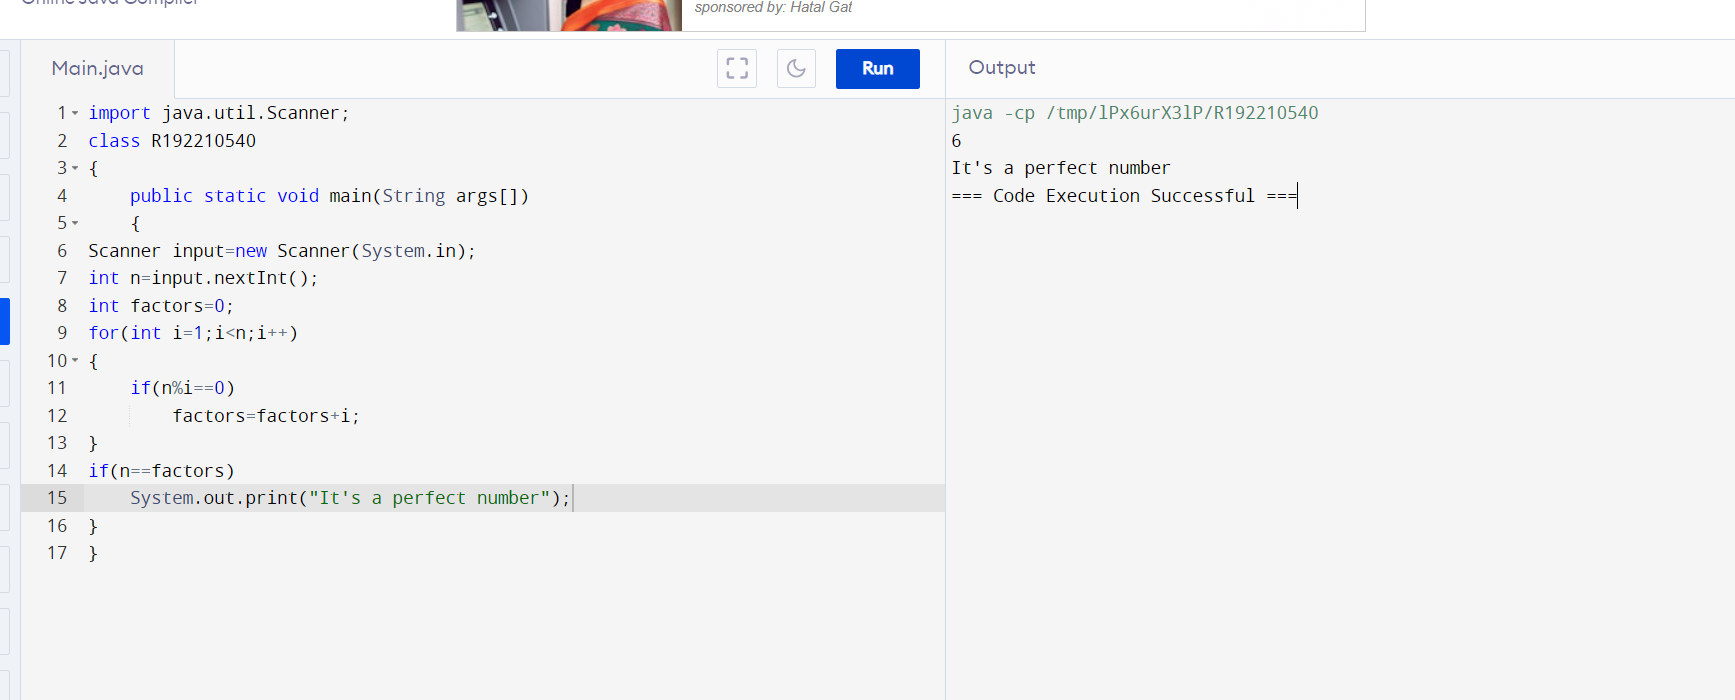 Online Java Compiler
sponsored by: Hatal Gat
Main.java
Run
Output
1 import java.util.Scanner;
2 class R192210540
3 {
4 public static void main(String args[])
5 {
6 Scanner input=new Scanner(System.in);
7 int n=input.nextInt();
8 int factors=0;
9 for(int i=1;i<n;i++)
10 {
11 if(n%i==0)
12 factors=factors+i;
13 }
14 if(n==factors)
15 System.out.print("It's a perfect number");
16 }
17 }
java -cp /tmp/lPx6urX3lP/R192210540
6
It's a perfect number
=== Code Execution Successful ===